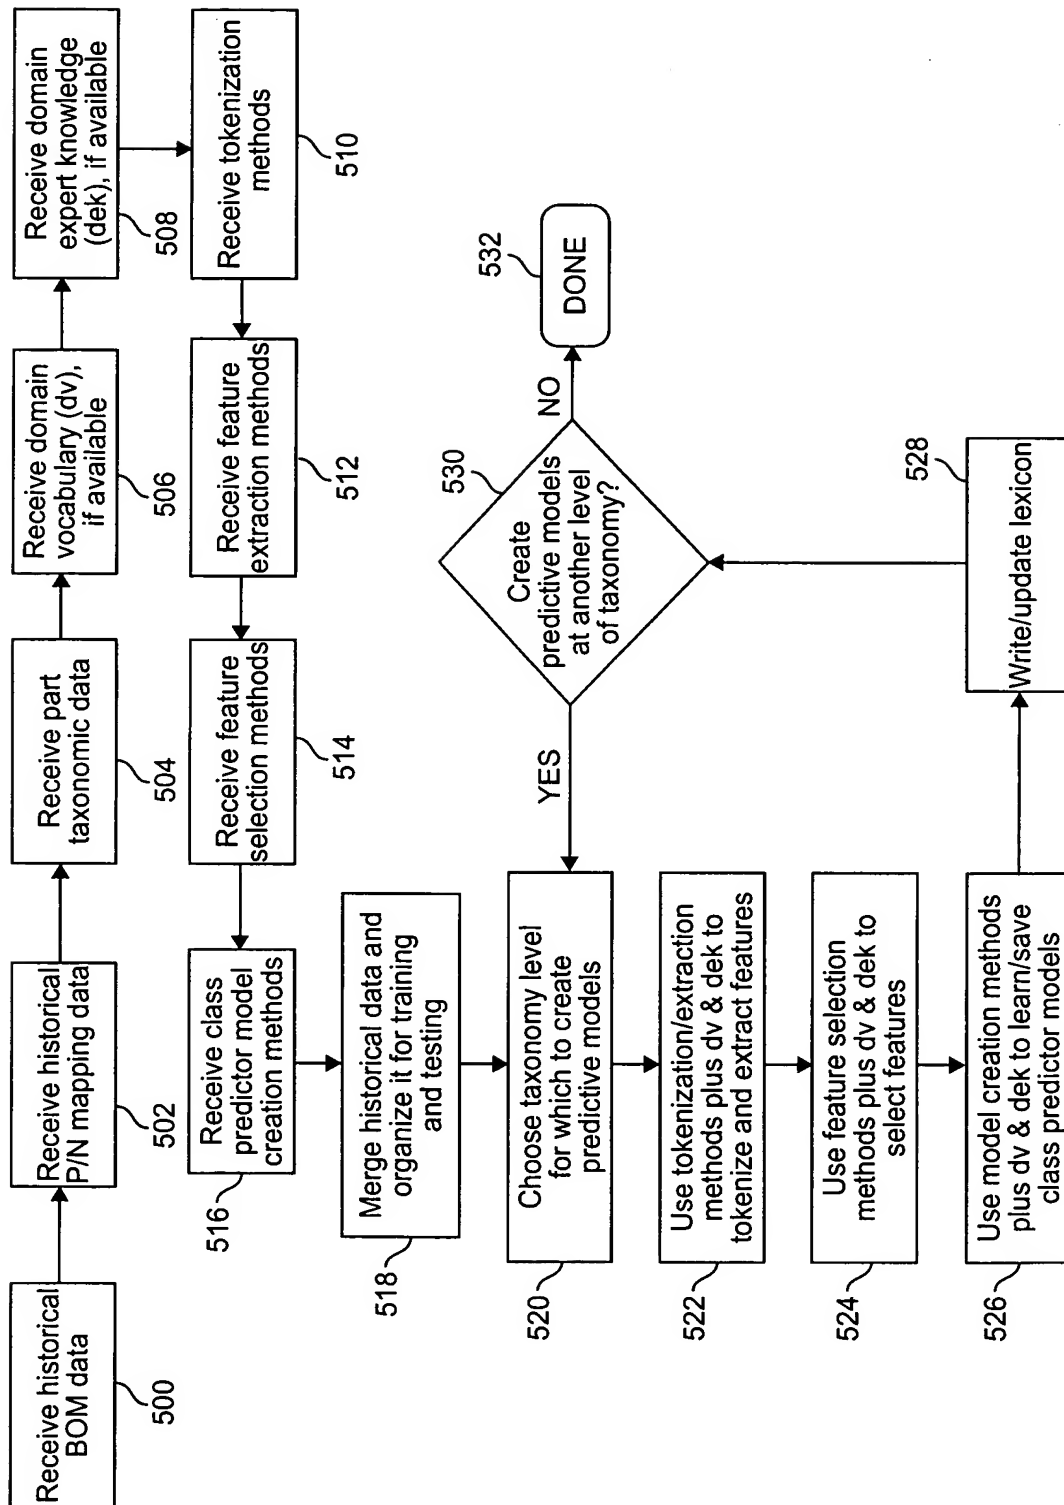 Receive historical
BOM data
500
Receive historical
P/N mapping data
502
Receive part
taxonomic data
504
Receive domain
vocabulary (dv),
if available
506
Receive domain
expert knowledge
(dek), if available
508
Receive tokenization
methods
510
Receive feature
extraction methods
512
Receive feature
selection methods
514
Receive class
predictor model
creation methods
516
Merge historical data and
organize it for training
and testing
518
Choose taxonomy level
for which to create
predictive models
520
Use tokenization/extraction
methods plus dv & dek to
tokenize and extract features
522
Use feature selection
methods plus dv & dek to
select features
524
Use model creation methods
plus dv & dek to learn/save
class predictor models
526
Write/update lexicon
528
Create
predictive models
at another level
of taxonomy?
530
YES
NO
DONE
532